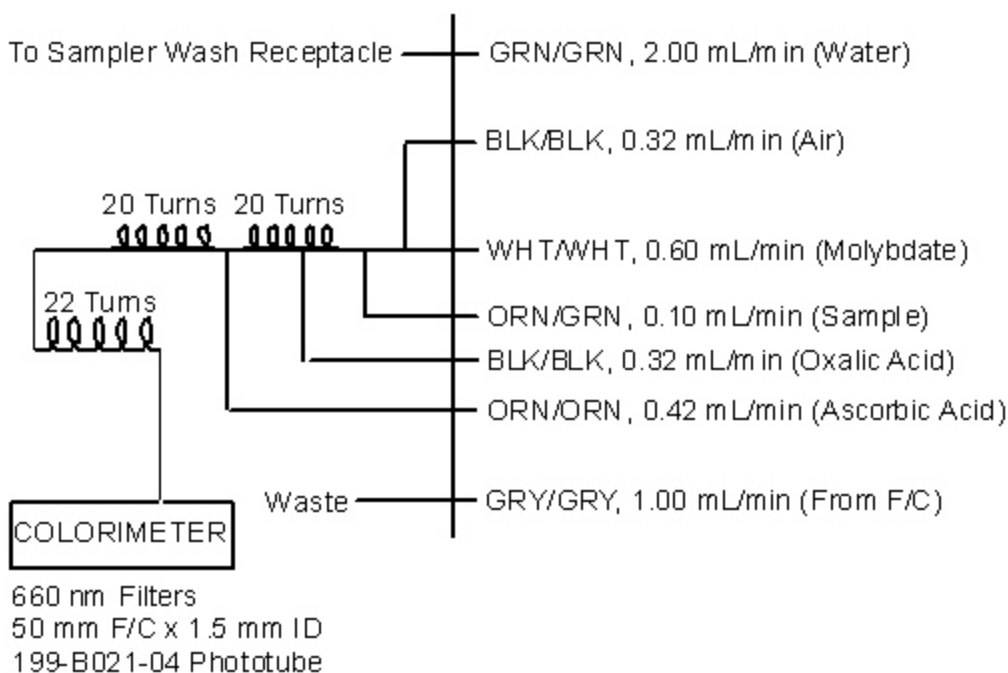 To Sampler Wash Receptacle
GRN/GRN, 2.00 mL/min (Water)
BLK/BLK, 0.32 mL/min (Air)
20 Turns
20 Turns
WHT/WHT, 0.60 mL/min (Molybdate)
22 Turns
ORN/GRN, 0.10 mL/min (Sample)
BLK/BLK, 0.32 mL/min (Oxalic Acid)
ORN/ORN, 0.42 mL/min (Ascorbic Acid)
Waste
GRY/GRY, 1.00 mL/min (From F/C)
COLORIMETER
660 nm Filters
50 mm F/C x 1.5 mm ID
199-B021-04 Phototube